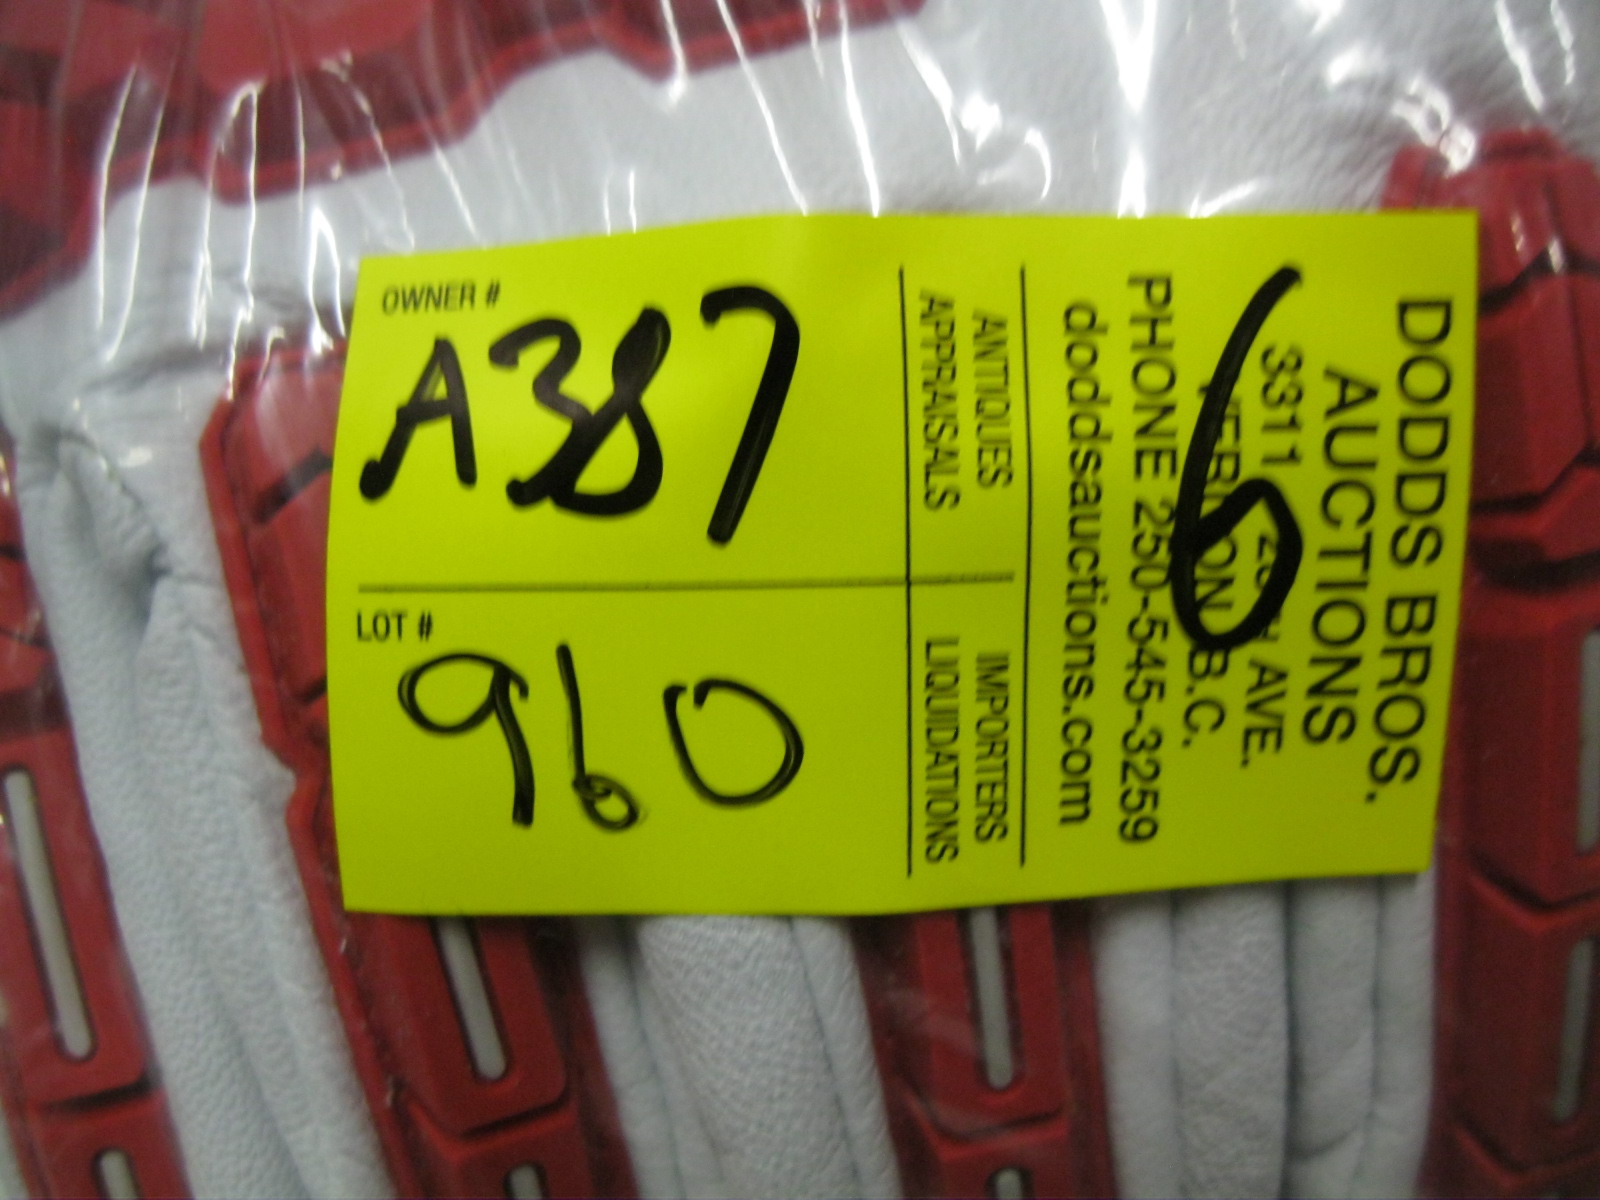 OWNER #
A387
LOT #
960
ANTIQUES
APPRAISALS
IMPORTERS
LIQUIDATIONS
DODDS BROS.
AUCTIONS
3311 AVE.
VERNON B.C.
PHONE 250-545-3259
doddsauctions.com
6